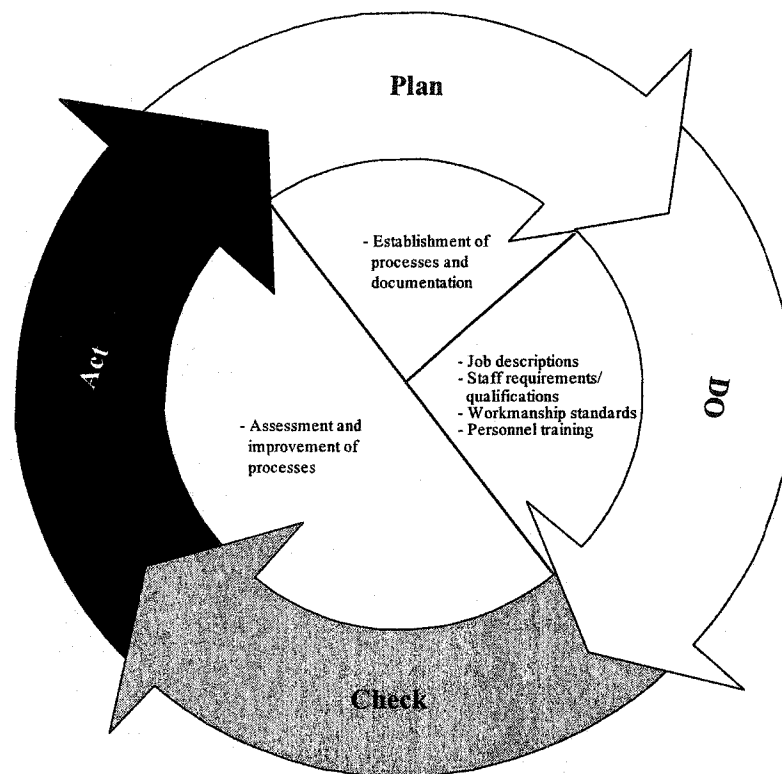 Plan
- Establishment of
processes and
documentation
Act
DO
- Job descriptions
- Staff requirements/
qualifications
- Workmanship standards
- Personnel training
- Assessment and
improvement of
processes
Check